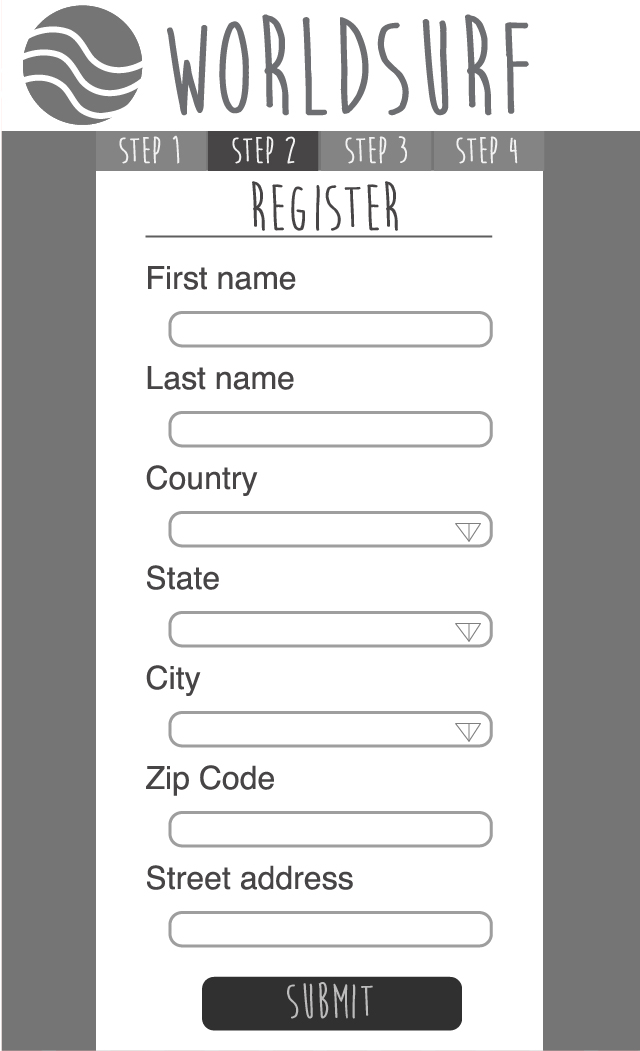 WORLDSURF
STEP 1 STEP 2 STEP 3 STEP 4
REGISTER
First name
Last name
Country
State
City
Zip Code
Street address
SUBMIT